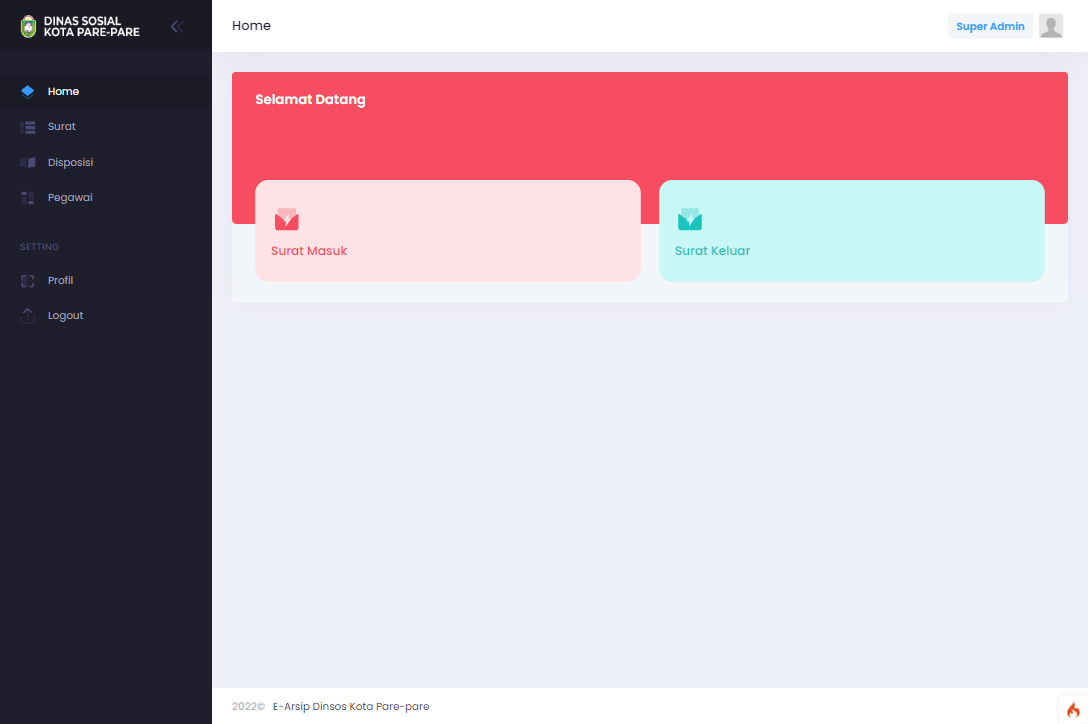 DINAS SOSIAL
KOTA PARE-PARE
Home
Super Admin
Home
Surat
Disposisi
Pegawai
SETTING
Profil
Logout
Selamat Datang
Surat Masuk
Surat Keluar
2022© E-Arsip Dinsos Kota Pare-pare